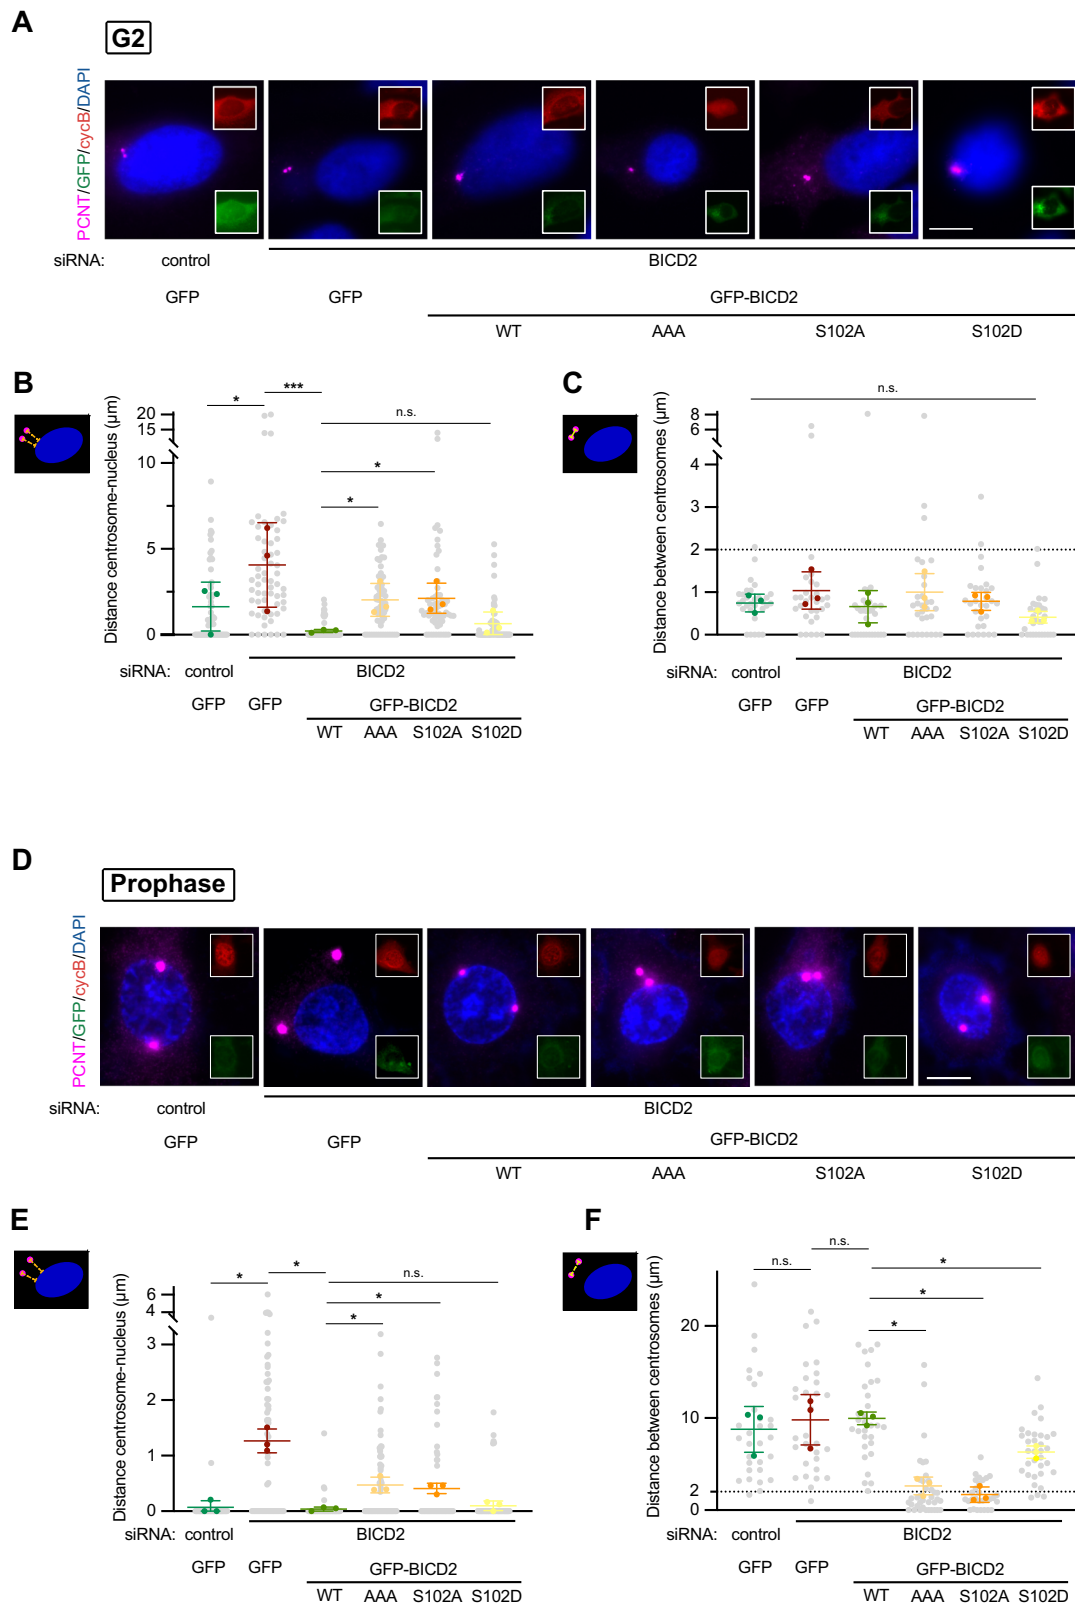 A
G2
PCNT/GFP/cycB/DAPI
siRNA: control BICD2
GFP GFP GFP-BICD2
WT AAA S102A S102D
B
Distance centrosome-nucleus (µm)
20
15
10
5
0
* *** n.s. * *
siRNA: control BICD2
GFP GFP GFP-BICD2
WT AAA S102A S102D
C
Distance between centrosomes (µm)
8
6
4
3
2
1
0
n.s.
siRNA: control BICD2
GFP GFP GFP-BICD2
WT AAA S102A S102D
D
Prophase
PCNT/GFP/cycB/DAPI
siRNA: control BICD2
GFP GFP GFP-BICD2
WT AAA S102A S102D
E
Distance centrosome-nucleus (µm)
6
4
3
2
1
0
* * n.s. * *
siRNA: control BICD2
GFP GFP GFP-BICD2
WT AAA S102A S102D
F
Distance between centrosomes (µm)
20
10
2
0
n.s. n.s. * * *
siRNA: control BICD2
GFP GFP GFP-BICD2
WT AAA S102A S102D